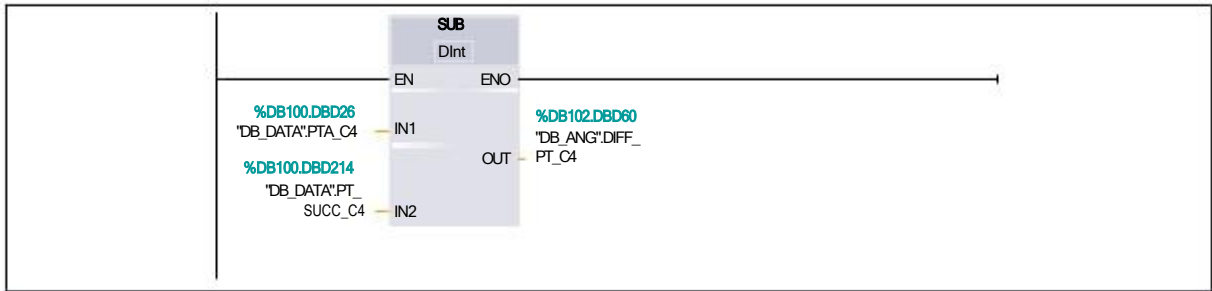 SUB
DInt
EN ENO
%DB100.DBD26
"DB_DATA".PTA_C4
IN1
%DB102.DBD60
"DB_ANG".DIFF_
PT_C4
OUT
%DB100.DBD214
"DB_DATA".PT_
SUCC_C4
IN2